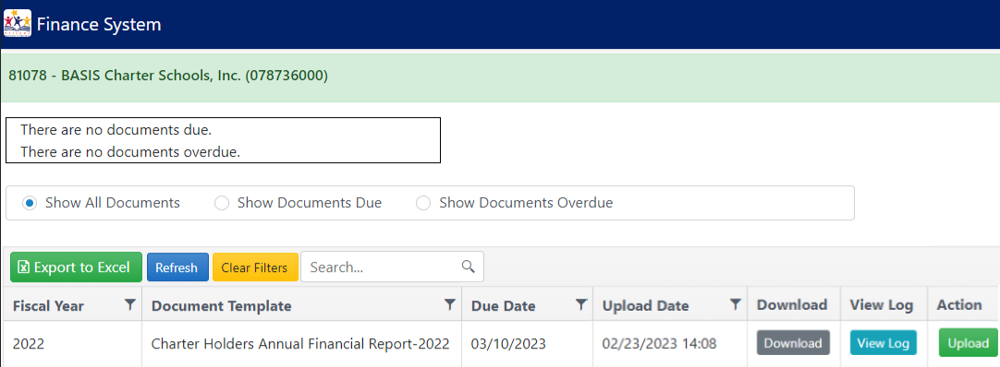 Finance System
81078 - BASIS Charter Schools, Inc. (078736000)
There are no documents due.
There are no documents overdue.
Show All Documents Show Documents Due Show Documents Overdue
Export to Excel Refresh Clear Filters Search...
Fiscal Year Document Template Due Date Upload Date Download View Log Action
2022 Charter Holders Annual Financial Report-2022 03/10/2023 02/23/2023 14:08 Download View Log Upload